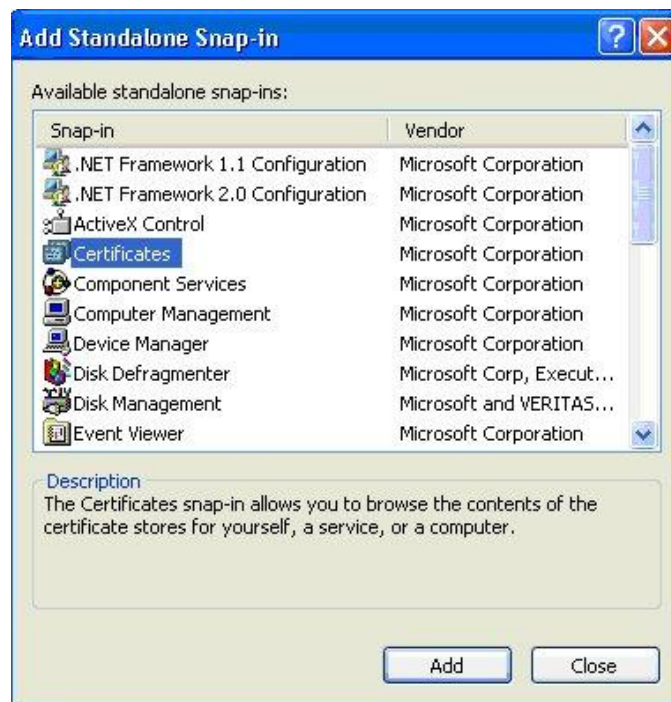 Add Standalone Snap-in
Available standalone snap-ins:
Snap-in Vendor
.NET Framework 1.1 Configuration Microsoft Corporation
.NET Framework 2.0 Configuration Microsoft Corporation
ActiveX Control Microsoft Corporation
Certificates Microsoft Corporation
Component Services Microsoft Corporation
Computer Management Microsoft Corporation
Device Manager Microsoft Corporation
Disk Defragmenter Microsoft Corp, Execut...
Disk Management Microsoft and VERITAS...
Event Viewer Microsoft Corporation
Description
The Certificates snap-in allows you to browse the contents of the
certificate stores for yourself, a service, or a computer.
Add Close